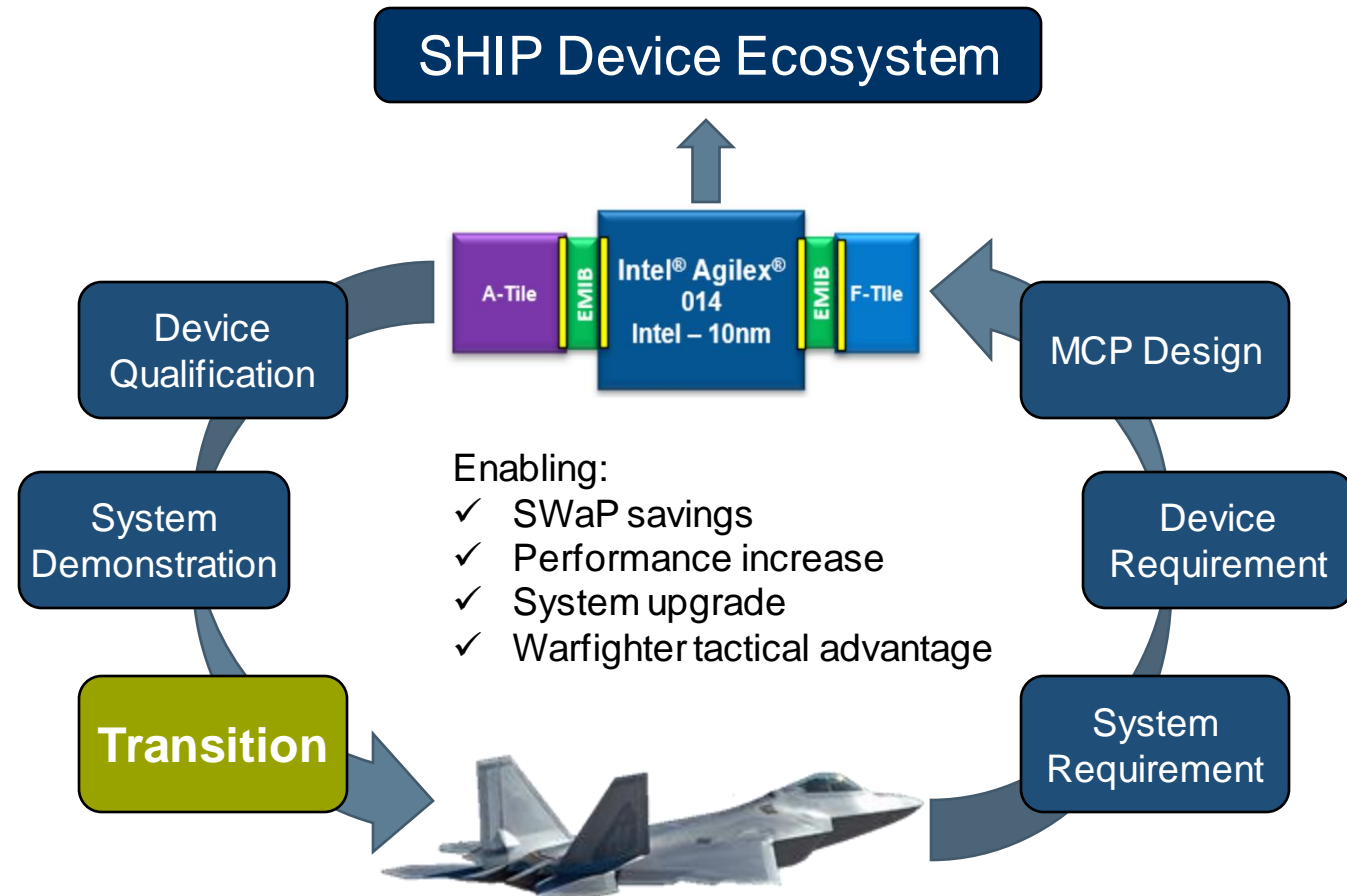 SHIP Device Ecosystem
A-Tile
EMIB
Intel® Agilex®
014
Intel – 10nm
EMIB
F-TIle
Device
Qualification
MCP Design
System
Demonstration
Enabling:
✓ SWaP savings
✓ Performance increase
✓ System upgrade
✓ Warfighter tactical advantage
Device
Requirement
Transition
System
Requirement